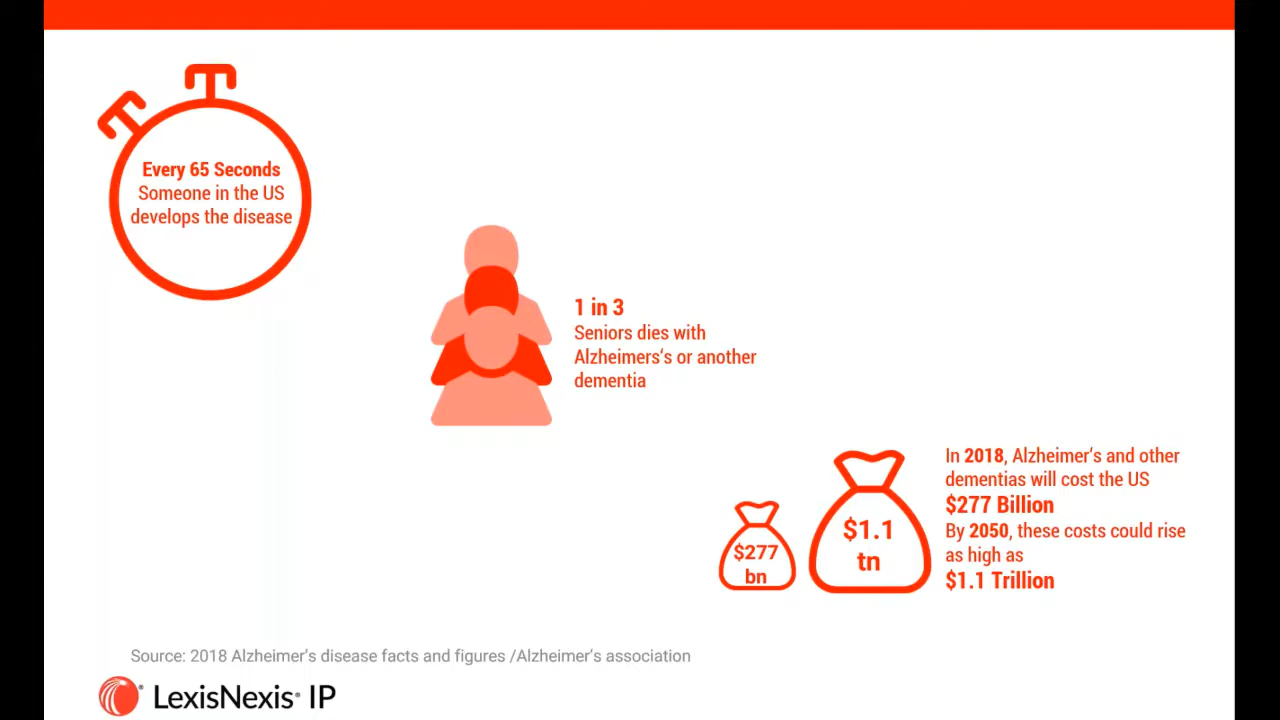 Every 65 Seconds
Someone in the US
develops the disease
1 in 3
Seniors dies with
Alzheimers‘s or another
dementia
$277
bn
$1.1
tn
In 2018, Alzheimer‘s and other
dementias will cost the US
$277 Billion
By 2050, these costs could rise
as high as
$1.1 Trillion
Source: 2018 Alzheimer's disease facts and figures /Alzheimer's association
LexisNexis® IP